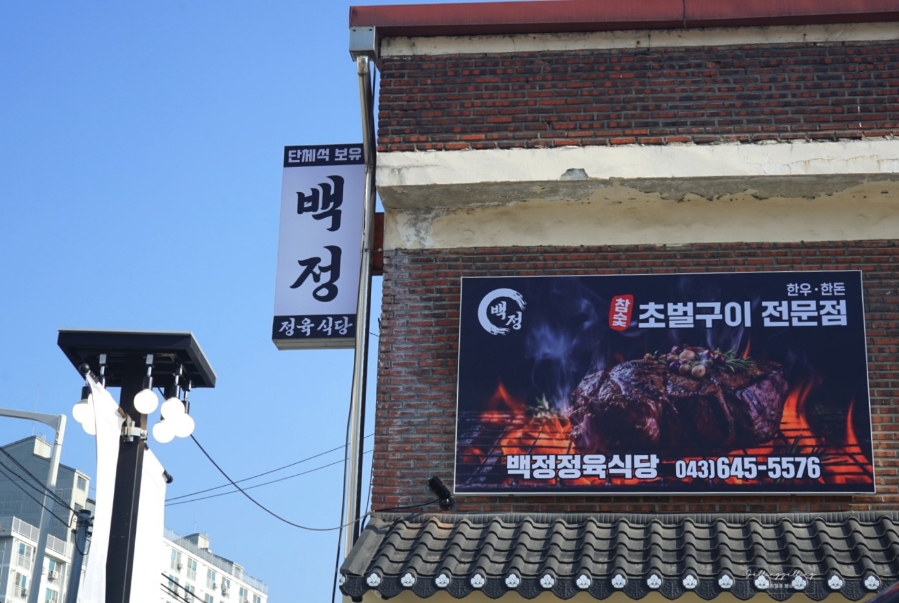 단체석 보유
백정
정육식당
백정
한우·한돈
참숯 초벌구이 전문점
백정정육식당 043)645-5576